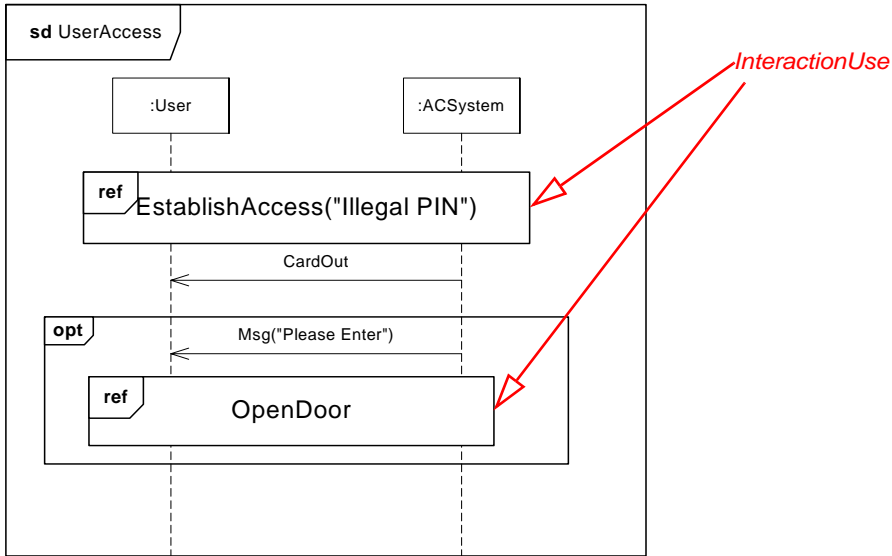 sd UserAccess
InteractionUse
:User
:ACSystem
ref
EstablishAccess("Illegal PIN")
CardOut
opt
Msg("Please Enter")
ref
OpenDoor